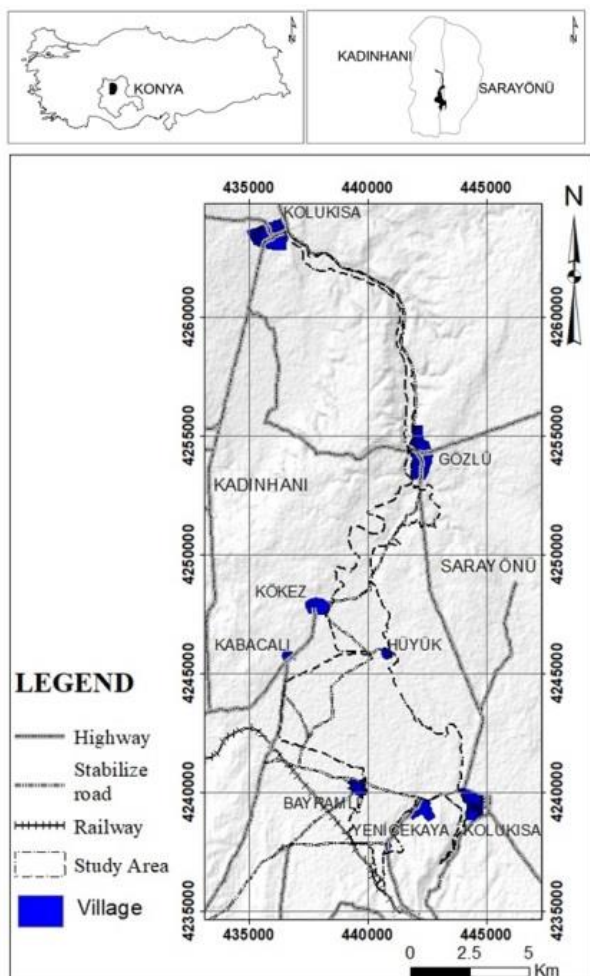 N
KONYA
N
KADINHANI
SARAYÖNÜ
435000 440000 445000
N
KOLUKISA
4260000 4260000
4255000 4255000
GÖZLÜ
KADINHANI
4250000 4250000
SARAYÖNÜ
KÖKEZ
KABACALI
HÜYÜK
4245000 4245000
LEGEND
Highway
Stabilize
road
Railway
Study Area
Village
4240000 4240000
BAYRAMLI
YENİCEKAYA
KOLUKISA
4235000 4235000
435000 440000 445000
0 2.5 5
Km